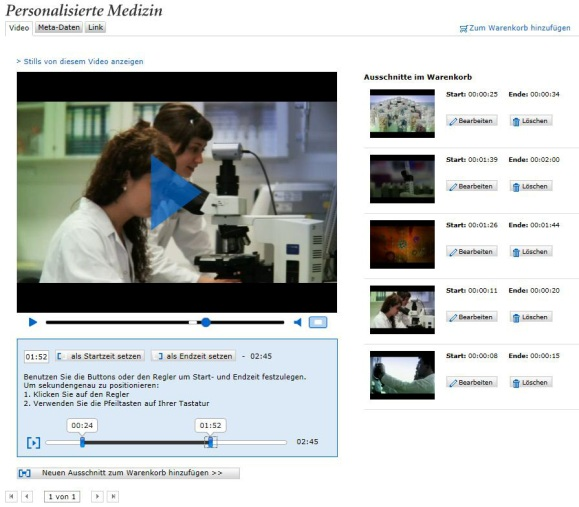 Personalisierte Medizin
Video Meta-Daten Link
Zum Warenkorb hinzufügen
> Stills von diesem Video anzeigen
01:52 als Startzeit setzen als Endzeit setzen - 02:45
Benutzen Sie die Buttons oder den Regler um Start- und Endzeit festzulegen.
Um sekundengenau zu positionieren:
1. Klicken Sie auf den Regler
2. Verwenden Sie die Pfeiltasten auf Ihrer Tastatur
00:24 01:52
02:45
Neuen Ausschnitt zum Warenkorb hinzufügen >>
1 von 1
Ausschnitte im Warenkorb
Start: 00:00:25 Ende: 00:00:34
Bearbeiten Löschen
Start: 00:01:39 Ende: 00:02:00
Bearbeiten Löschen
Start: 00:01:26 Ende: 00:01:44
Bearbeiten Löschen
Start: 00:00:11 Ende: 00:00:20
Bearbeiten Löschen
Start: 00:00:08 Ende: 00:00:15
Bearbeiten Löschen